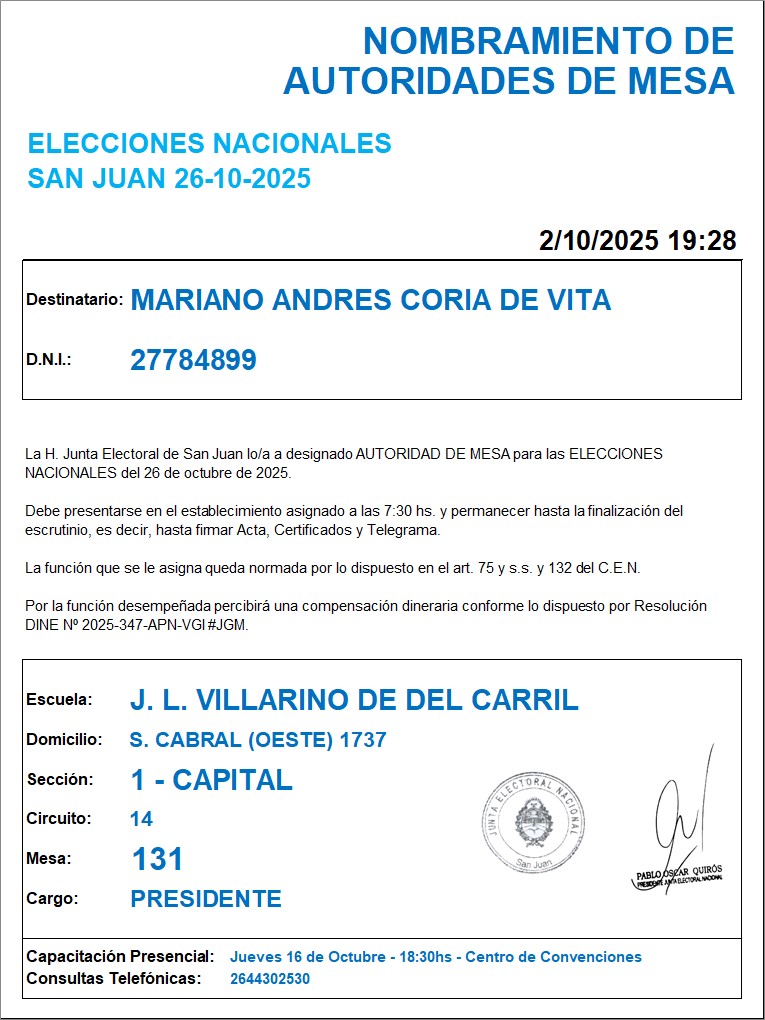 NOMBRAMIENTO DE
AUTORIDADES DE MESA
ELECCIONES NACIONALES
SAN JUAN 26-10-2025
2/10/2025 19:28
Destinatario: MARIANO ANDRES CORIA DE VITA
D.N.I.: 27784899
La H. Junta Electoral de San Juan lo/a a designado AUTORIDAD DE MESA para las ELECCIONES
NACIONALES del 26 de octubre de 2025.
Debe presentarse en el establecimiento asignado a las 7:30 hs. y permanecer hasta la finalización del
escrutinio, es decir, hasta firmar Acta, Certificados y Telegrama.
La función que se le asigna queda normada por lo dispuesto en el art. 75 y s.s. y 132 del C.E.N.
Por la función desempeñada percibirá una compensación dineraria conforme lo dispuesto por Resolución
DINE Nº 2025-347-APN-VGI#JGM.
Escuela: J. L. VILLARINO DE DEL CARRIL
Domicilio: S. CABRAL (OESTE) 1737
Sección: 1 - CAPITAL
Circuito: 14
Mesa: 131
Cargo: PRESIDENTE
JUNTA ELECTORAL NACIONAL
San Juan
PABLO OSCAR QUIRÓS
PRESIDENTE JUNTA ELECTORAL NACIONAL
Capacitación Presencial: Jueves 16 de Octubre - 18:30hs - Centro de Convenciones
Consultas Telefónicas: 2644302530